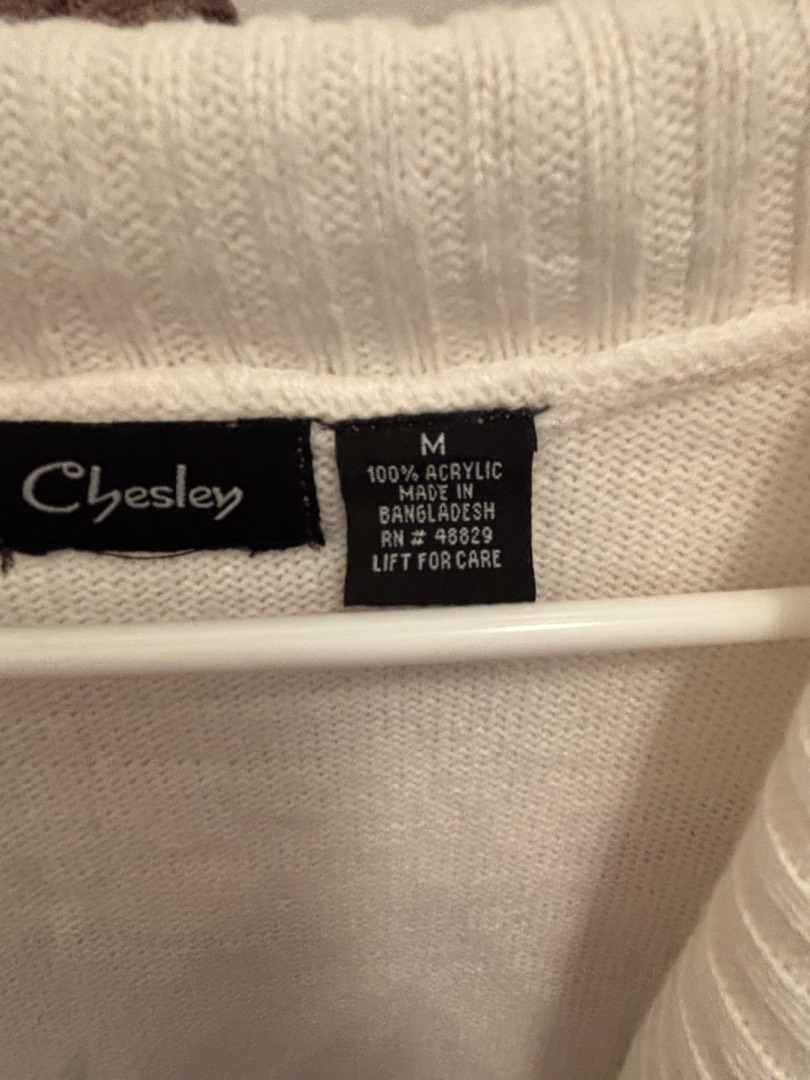 Chesley
M
100% ACRYLIC
MADE IN
BANGLADESH
RN # 48829
LIFT FOR CARE